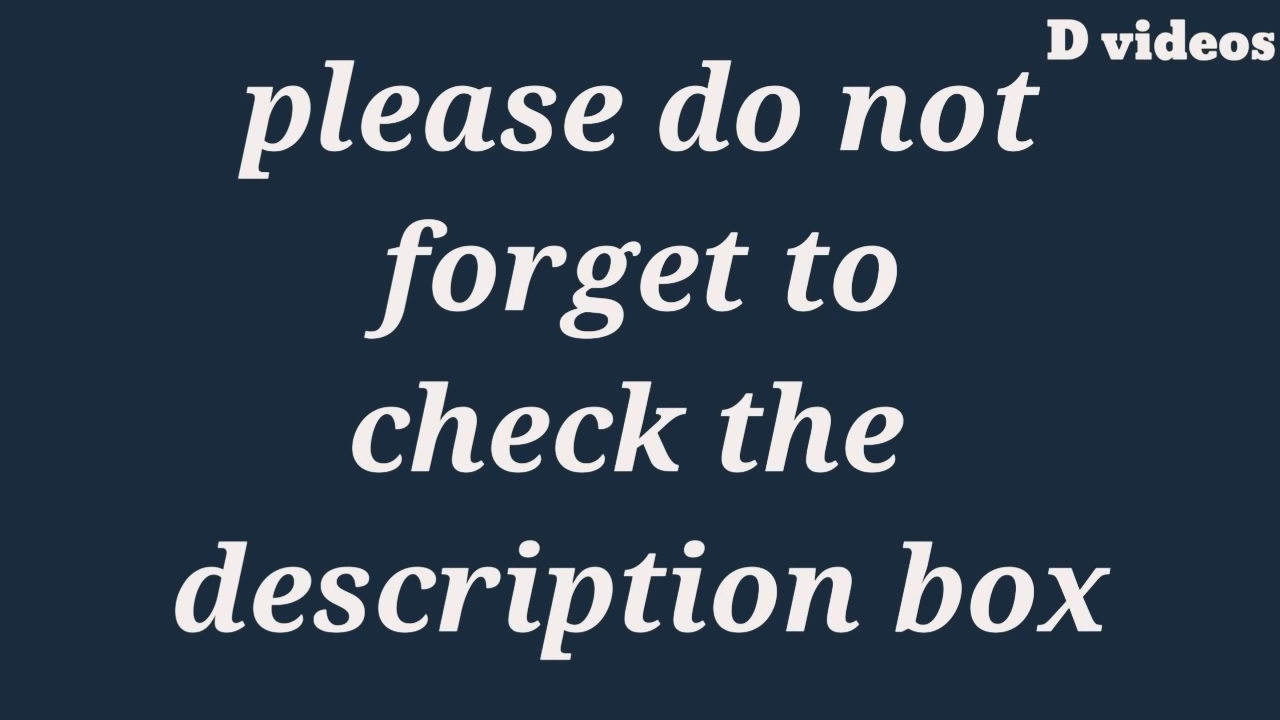 D videos
please do not
forget to
check the
description box